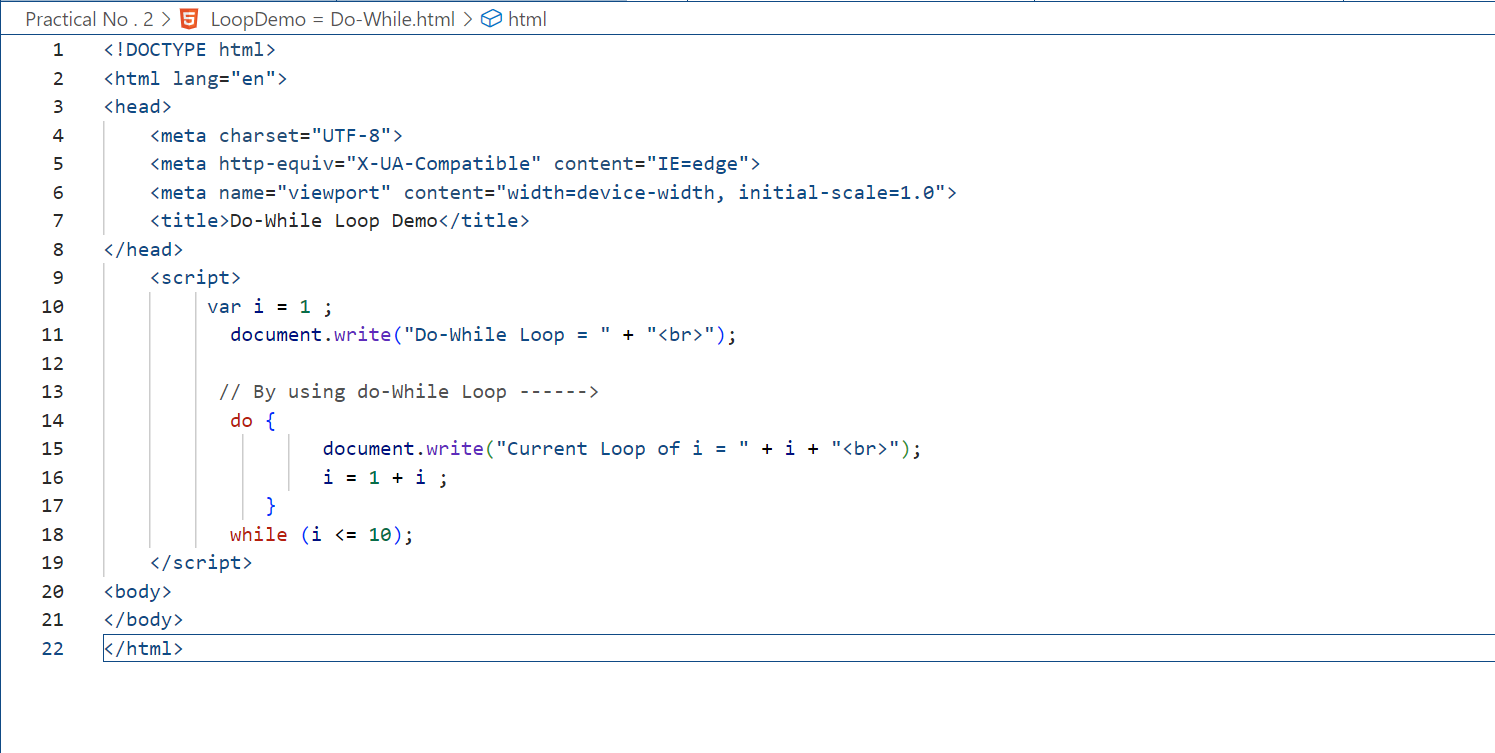 Practical No . 2 > LoopDemo = Do-While.html > html
1 <!DOCTYPE html>
2 <html lang="en">
3 <head>
4     <meta charset="UTF-8">
5     <meta http-equiv="X-UA-Compatible" content="IE=edge">
6     <meta name="viewport" content="width=device-width, initial-scale=1.0">
7     <title>Do-While Loop Demo</title>
8 </head>
9     <script>
10         var i = 1 ;
11           document.write("Do-While Loop = " + "<br>");
12
13          // By using do-While Loop ------>
14           do {
15                   document.write("Current Loop of i = " + i + "<br>");
16                   i = 1 + i ;
17              }
18           while (i <= 10);
19     </script>
20 <body>
21 </body>
22 </html>